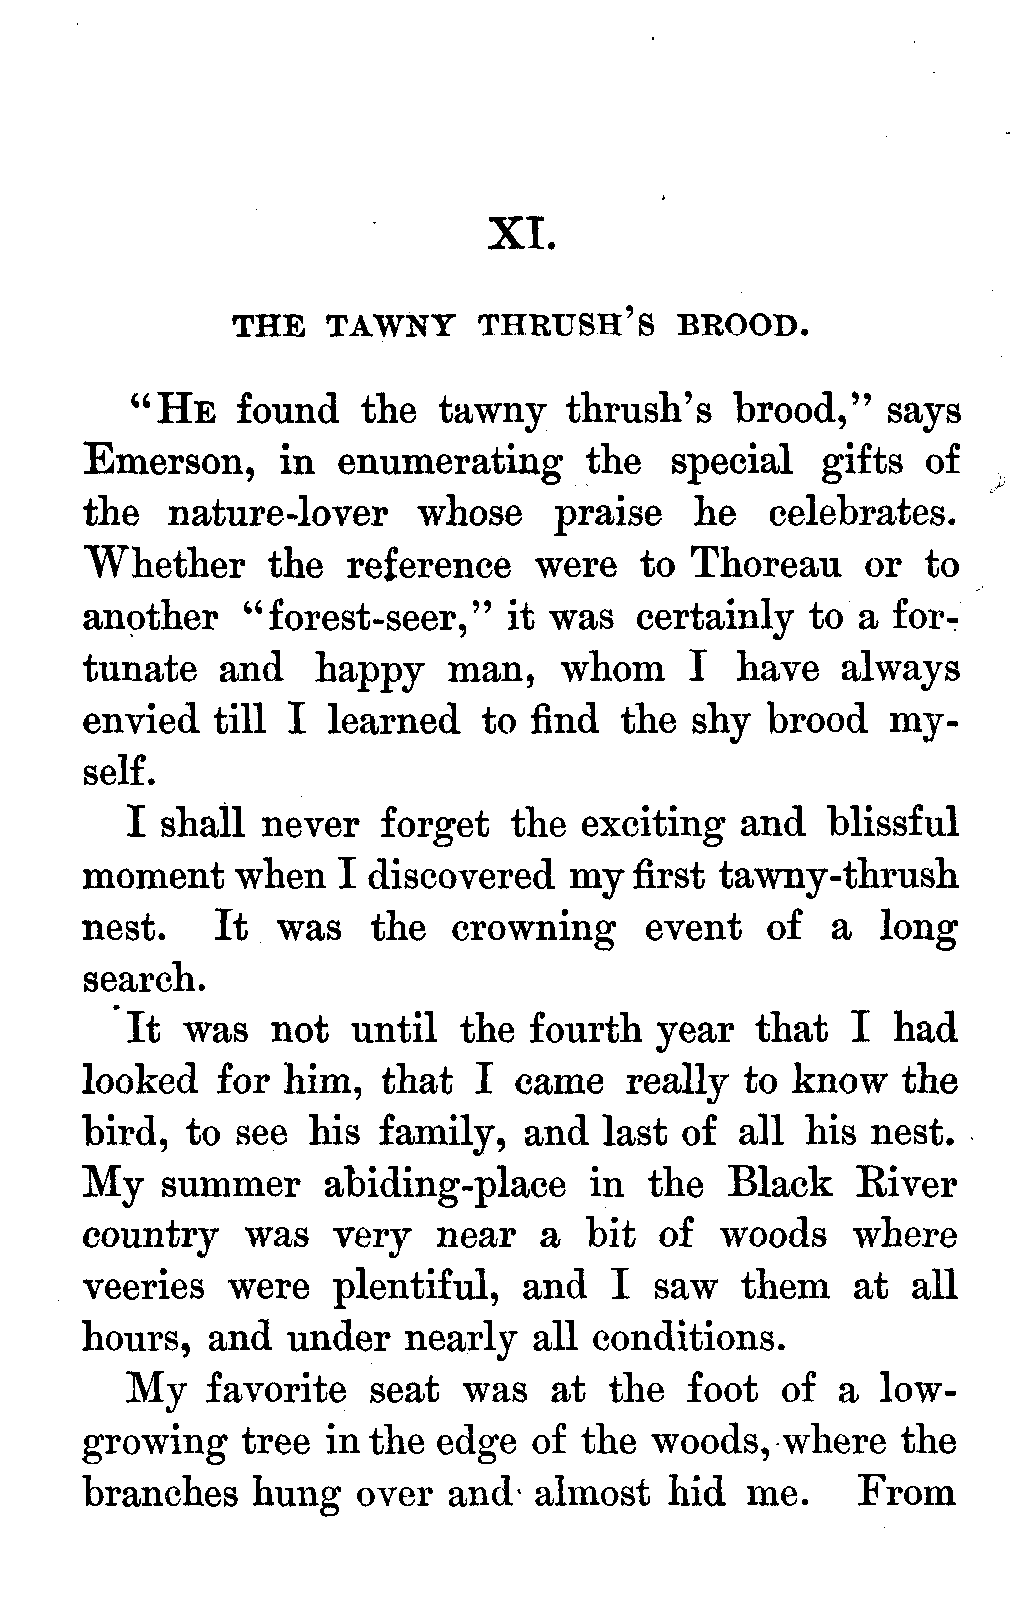 XI.
THE TAWNY THRUSH'S BROOD.
"HE found the tawny thrush's brood," says
Emerson, in enumerating the special gifts of
the nature-lover whose praise he celebrates.
Whether the reference were to Thoreau or to
another "forest-seer," it was certainly to a for-
tunate and happy man, whom I have always
envied till I learned to find the shy brood my-
self.
I shall never forget the exciting and blissful
moment when I discovered my first tawny-thrush
nest. It was the crowning event of a long
search.
It was not until the fourth year that I had
looked for him, that I came really to know the
bird, to see his family, and last of all his nest.
My summer abiding-place in the Black River
country was very near a bit of woods where
veeries were plentiful, and I saw them at all
hours, and under nearly all conditions.
My favorite seat was at the foot of a low-
growing tree in the edge of the woods, where the
branches hung over and almost hid me. From